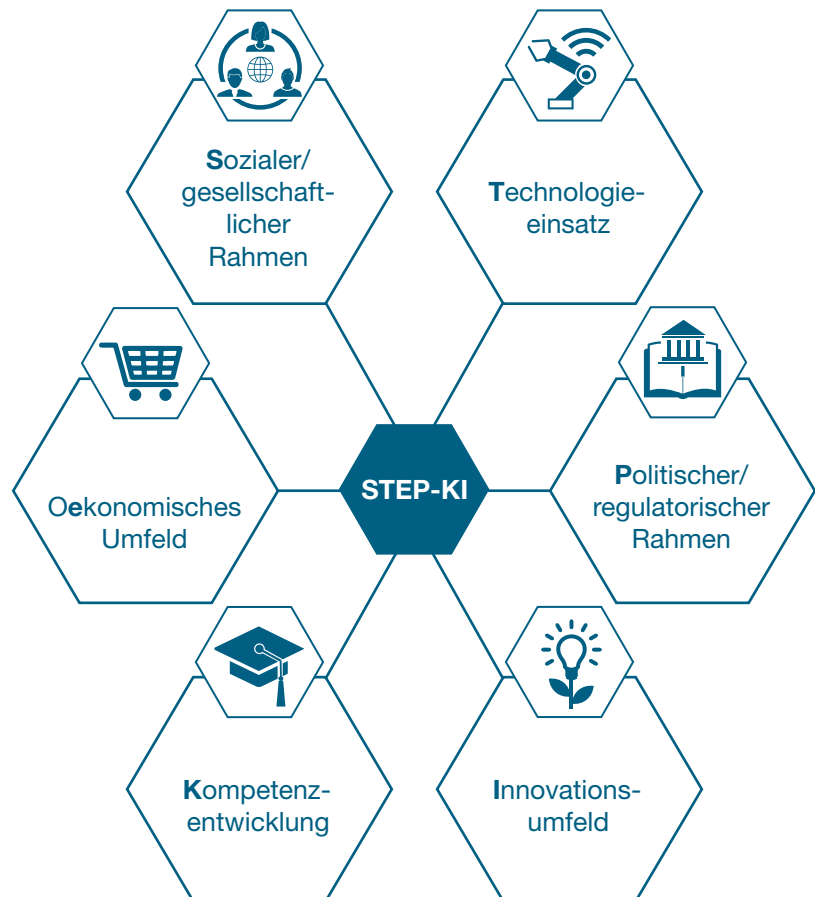 Sozialer/
gesellschaft-
licher
Rahmen
Technologie-
einsatz
Oekonomisches
Umfeld
STEP-KI
Politischer/
regulatorischer
Rahmen
Kompetenz-
entwicklung
Innovations-
umfeld